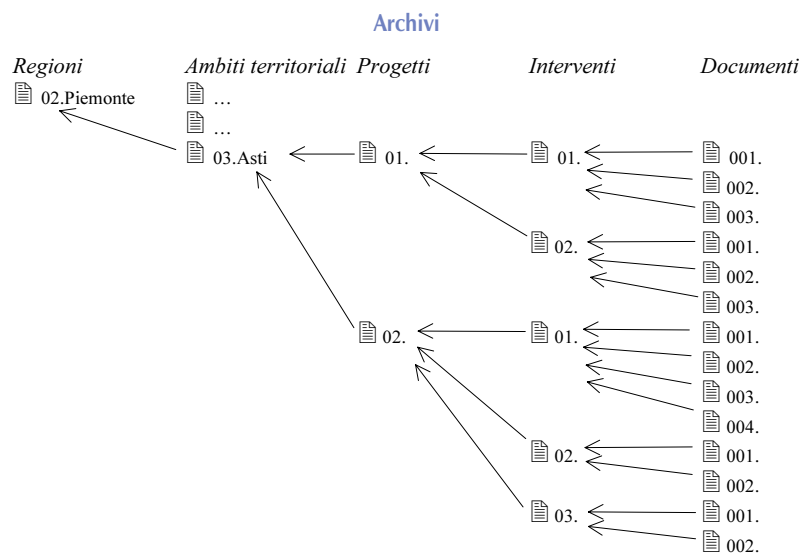 Archivi
Regioni Ambiti territoriali Progetti Interventi Documenti
02.Piemonte …
…
03.Asti 01. 01. 001.
002.
003.
02. 001.
002.
003.
02. 01. 001.
002.
003.
004.
02. 001.
002.
03. 001.
002.